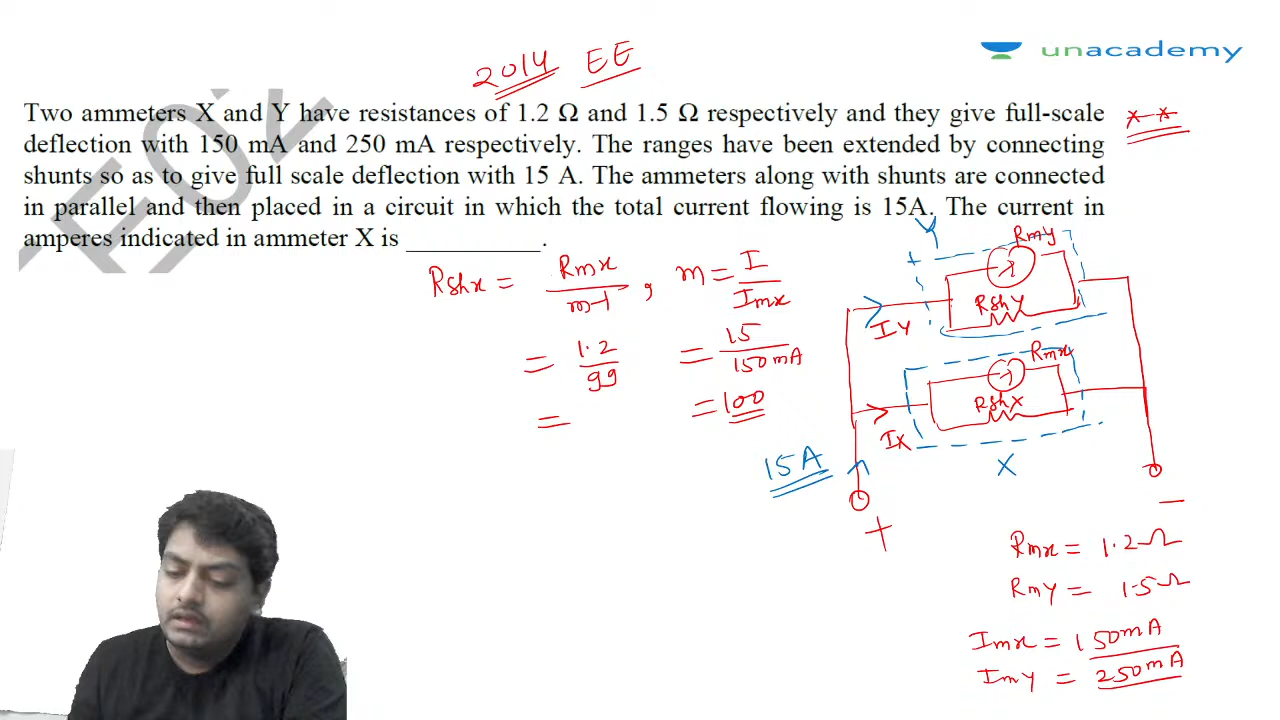 2014 EE
unacademy
Two ammeters X and Y have resistances of 1.2 Ω and 1.5 Ω respectively and they give full-scale
deflection with 150 mA and 250 mA respectively. The ranges have been extended by connecting
shunts so as to give full scale deflection with 15 A. The ammeters along with shunts are connected
in parallel and then placed in a circuit in which the total current flowing is 15A. The current in
amperes indicated in ammeter X is __________.
Rshx = Rmx / m-1 , m = I / Imx
= 1.2 / 99 = 15 / 150mA
= = 100
Y
+
RmY
RshY
IY
Rmx
RshX
IX
15A
X
+ −
Rmx = 1.2 Ω
RmY = 1.5 Ω
Imx = 150mA
ImY = 250mA